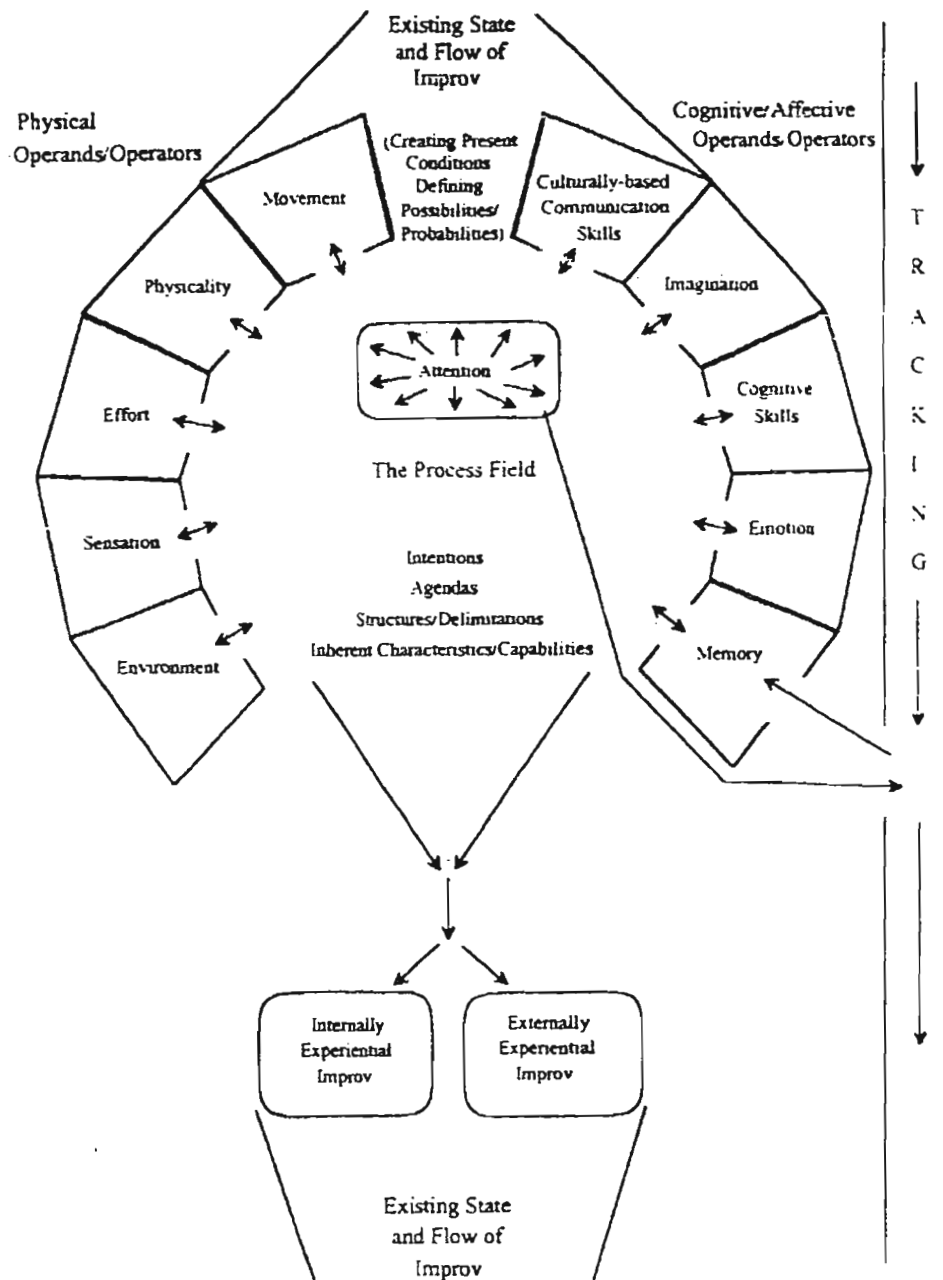 Existing State
and Flow of
Improv
Physical
Operands/Operators
Cognitive/Affective
Operands/Operators
(Creating Present
Conditions
Defining
Possibilities/
Probabilities)
Movement
Culturally-based
Communication
Skills
Physicality
Imagination
Attention
Effort
Cognitive
Skills
The Process Field
Sensation
Emotion
Intentions
Agendas
Structures/Delimitations
Inherent Characteristics/Capabilities
Environment
Memory
T
R
A
C
K
I
N
G
Internally
Experiential
Improv
Externally
Experiential
Improv
Existing State
and Flow of
Improv